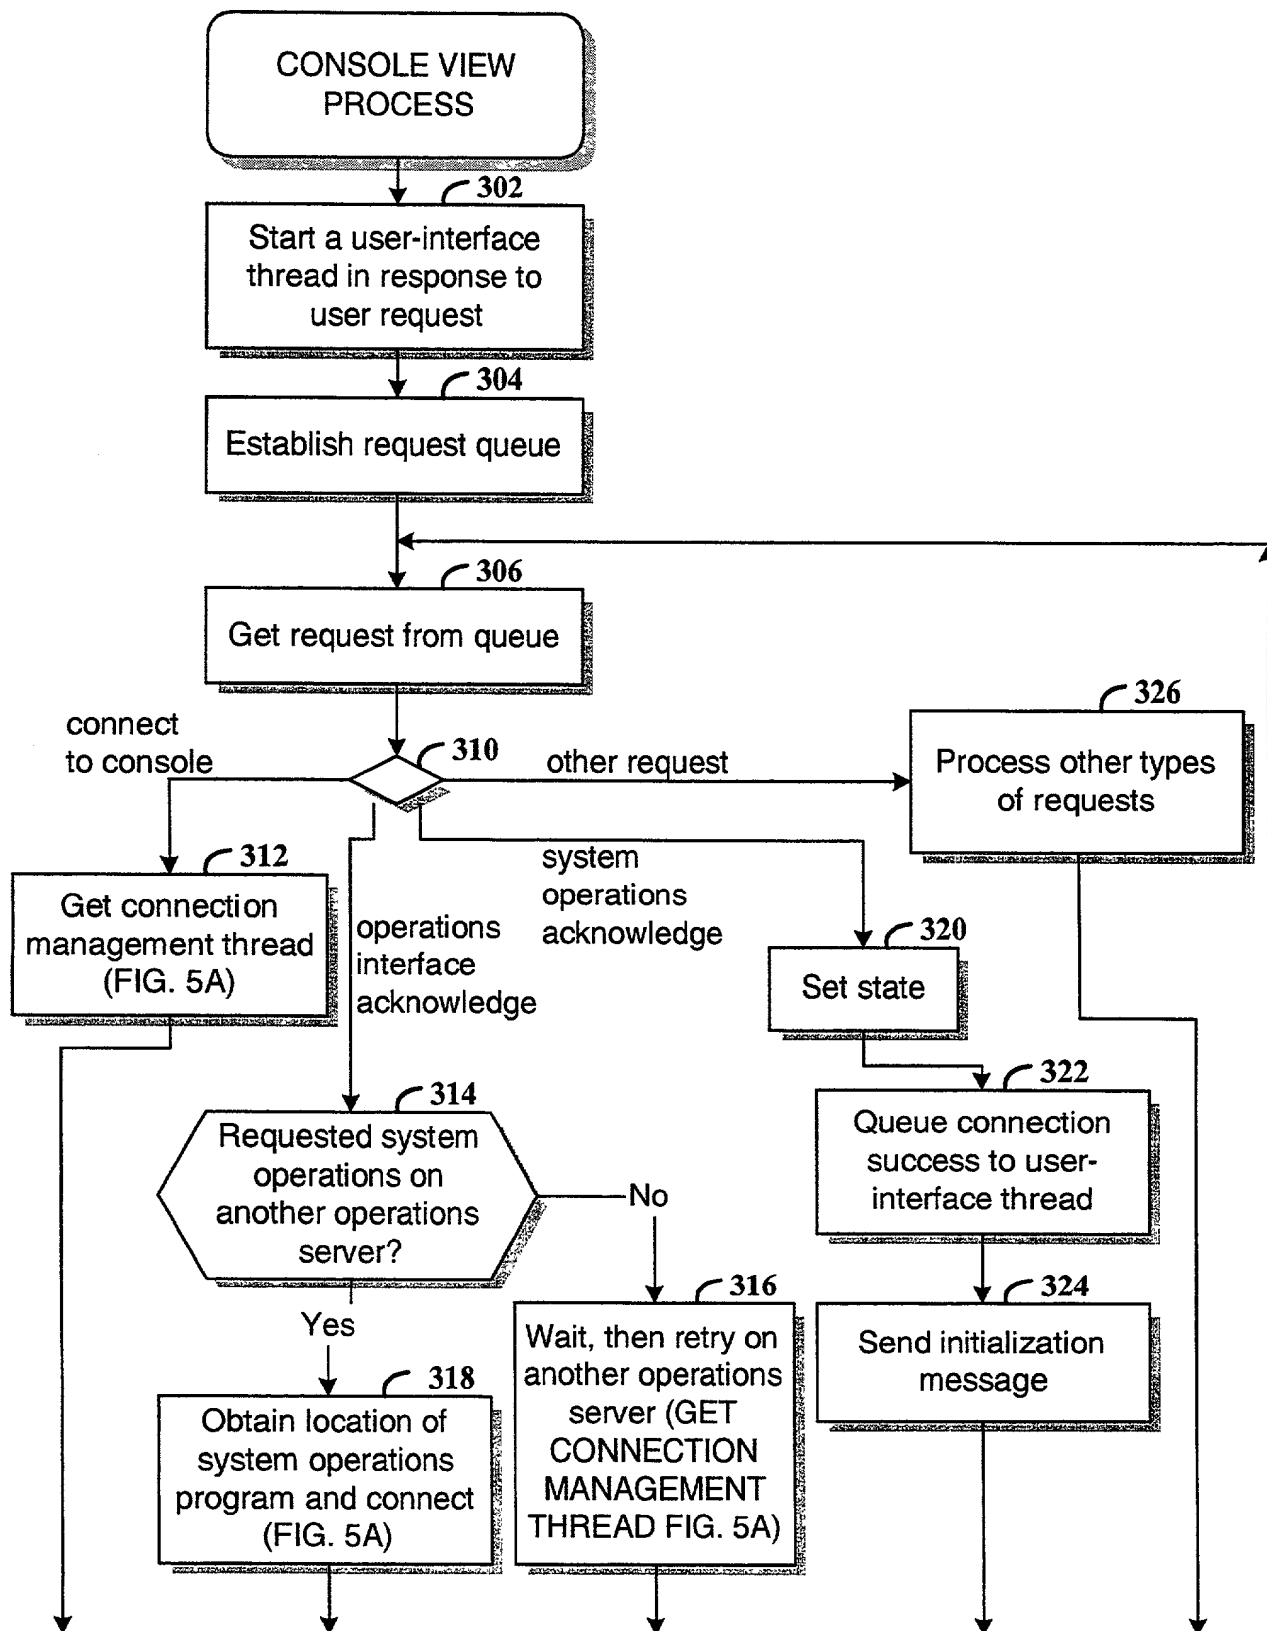 CONSOLE VIEW
PROCESS
302
Start a user-interface
thread in response to
user request
304
Establish request queue
306
Get request from queue
connect
to console
310
other request
326
Process other types
of requests
312
Get connection
management thread
(FIG. 5A)
operations
interface
acknowledge
system
operations
acknowledge
320
Set state
314
Requested system
operations on
another operations
server?
No
Yes
322
Queue connection
success to user-
interface thread
316
Wait, then retry on
another operations
server (GET
CONNECTION
MANAGEMENT
THREAD FIG. 5A)
324
Send initialization
message
318
Obtain location of
system operations
program and connect
(FIG. 5A)